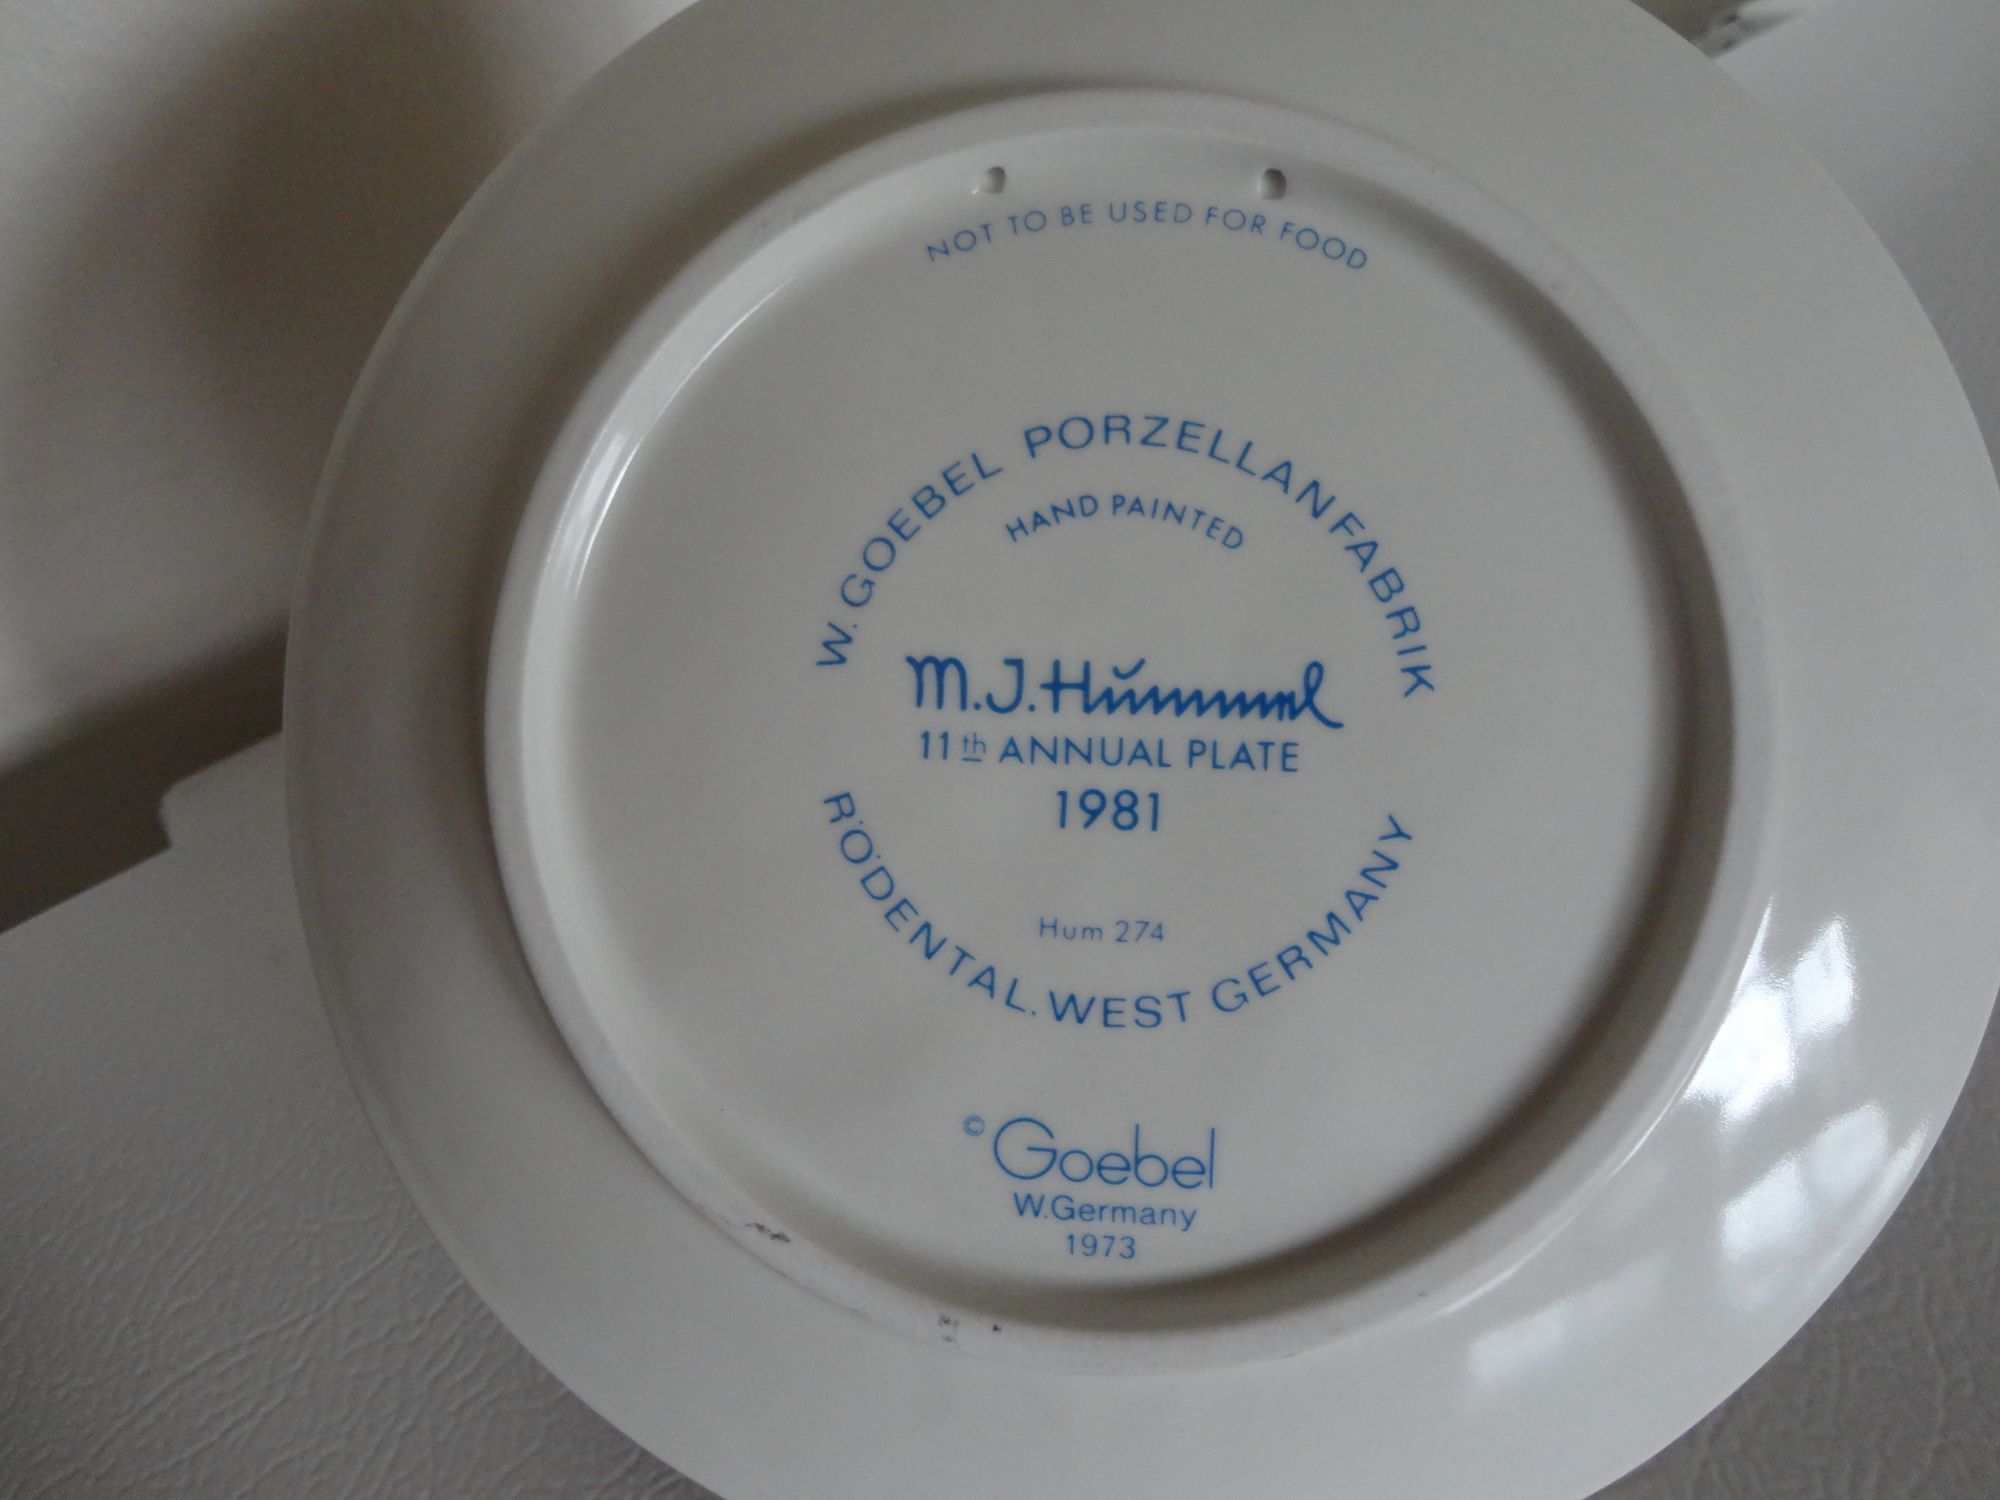 NOT TO BE USED FOR FOOD
W. GOEBEL PORZELLANFABRIK
HAND PAINTED
M.J. Hummel
11th ANNUAL PLATE
1981
Hum 274
RÖDENTAL. WEST GERMANY
© Goebel
W.Germany
1973